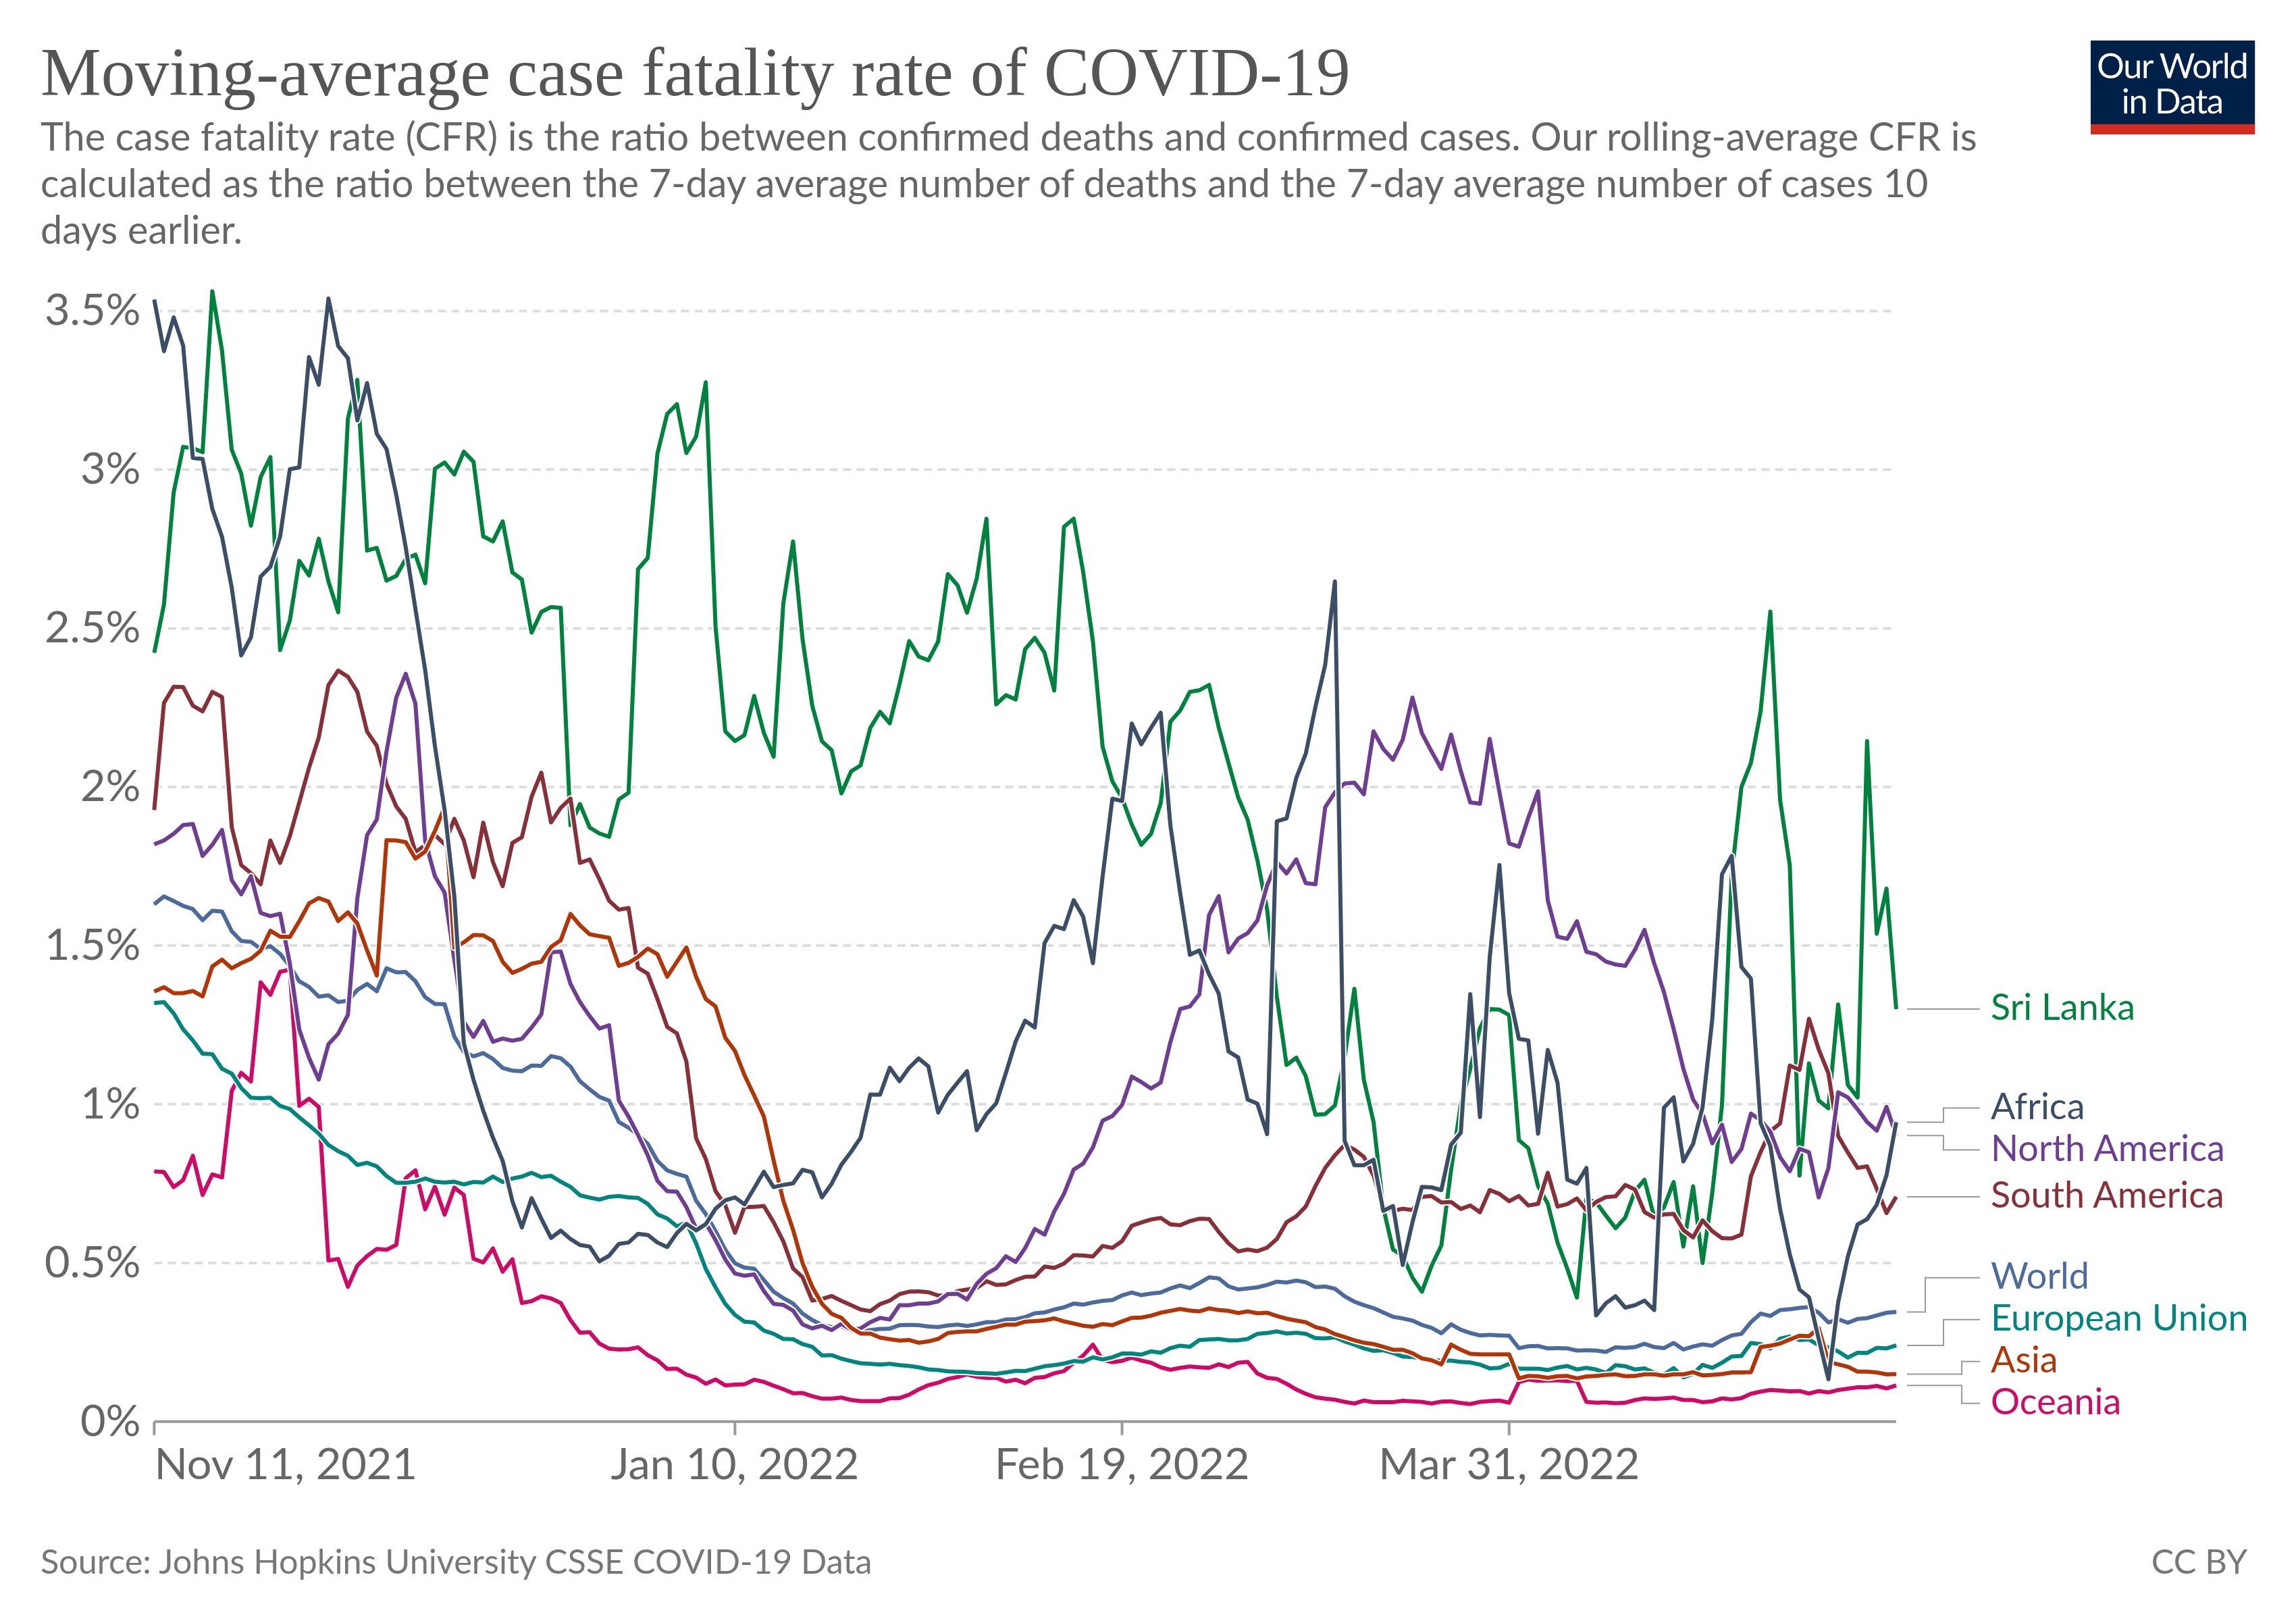 Moving-average case fatality rate of COVID-19
Our World
in Data
The case fatality rate (CFR) is the ratio between confirmed deaths and confirmed cases. Our rolling-average CFR is
calculated as the ratio between the 7-day average number of deaths and the 7-day average number of cases 10
days earlier.
3.5%
3%
2.5%
2%
1.5%
1%
0.5%
0%
Sri Lanka
Africa
North America
South America
World
European Union
Asia
Oceania
Nov 11, 2021
Jan 10, 2022
Feb 19, 2022
Mar 31, 2022
Source: Johns Hopkins University CSSE COVID-19 Data
CC BY